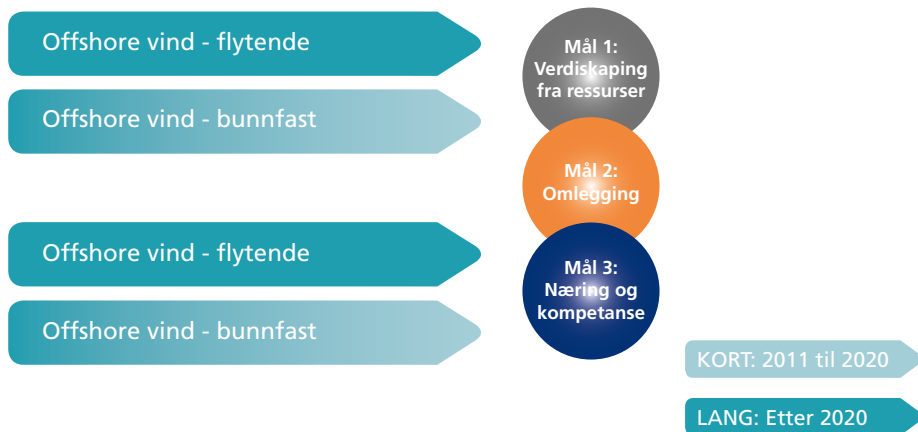 Offshore vind - flytende
Offshore vind - bunnfast
Mål 1:
Verdiskaping
fra ressurser
Mål 2:
Omlegging
Offshore vind - flytende
Offshore vind - bunnfast
Mål 3:
Næring og
kompetanse
KORT: 2011 til 2020
LANG: Etter 2020